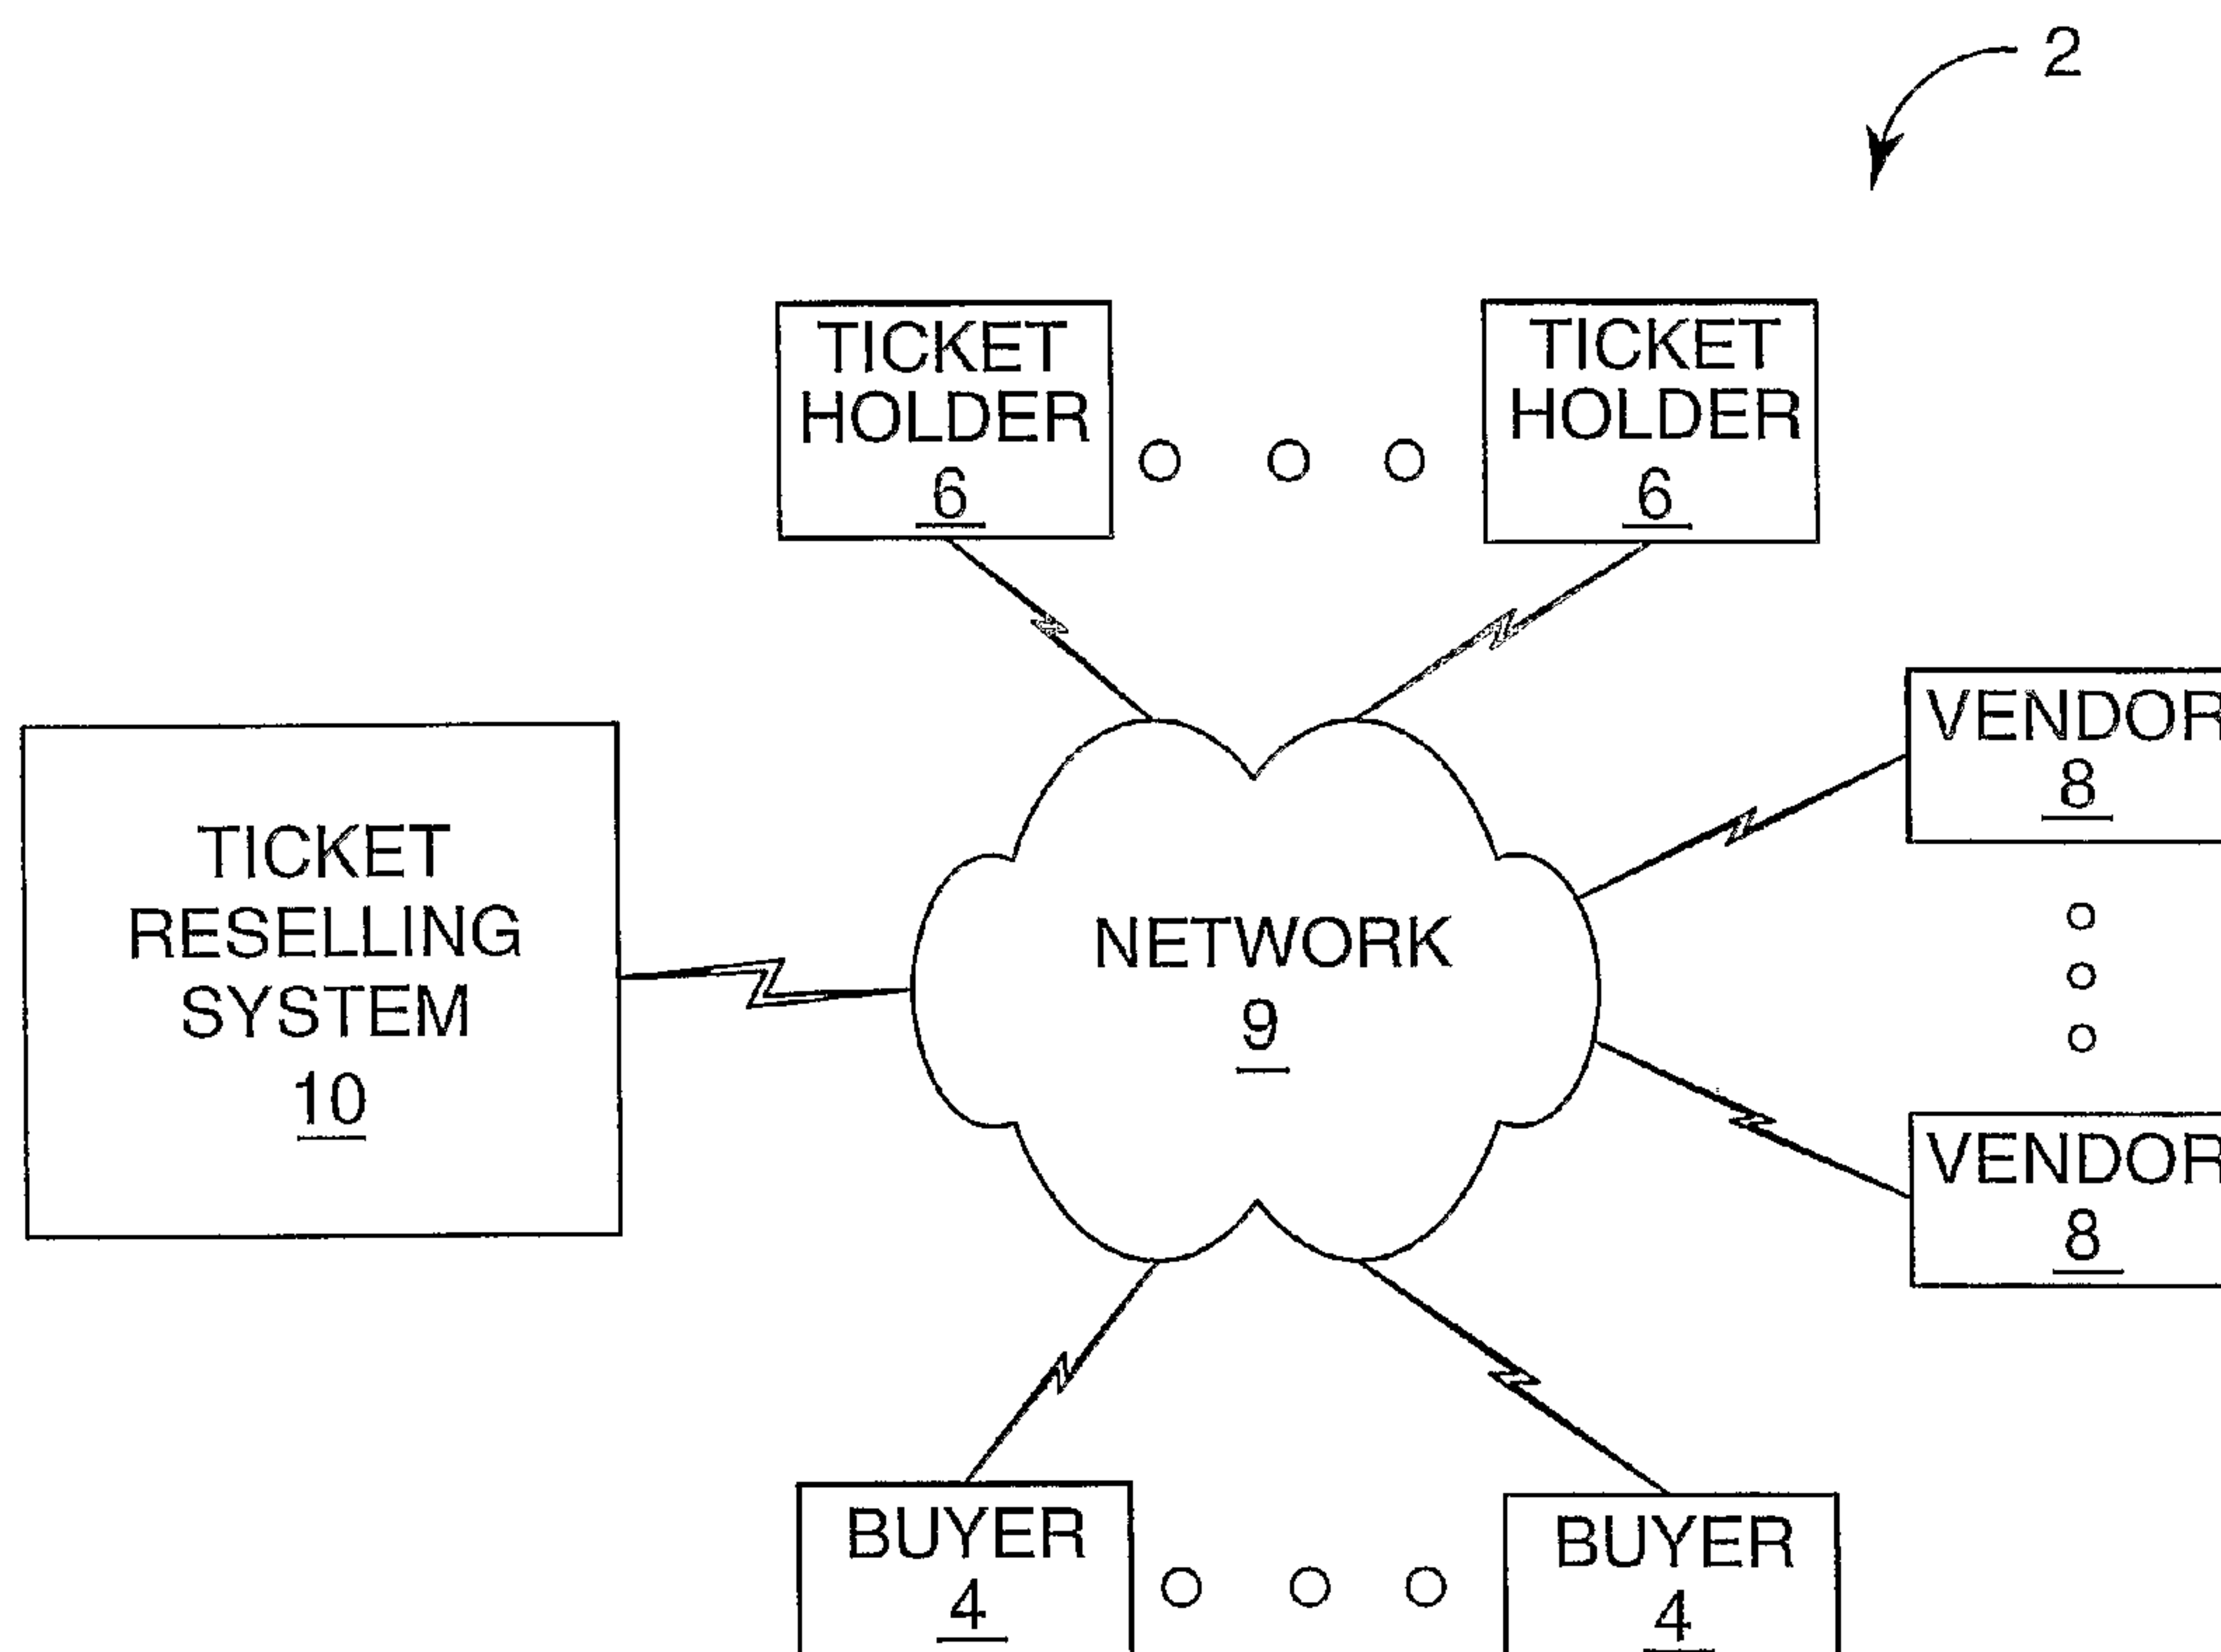 2
TICKET
HOLDER
6
TICKET
HOLDER
6
VENDOR
8
TICKET
RESELLING
SYSTEM
10
NETWORK
9
VENDOR
8
BUYER
4
BUYER
4